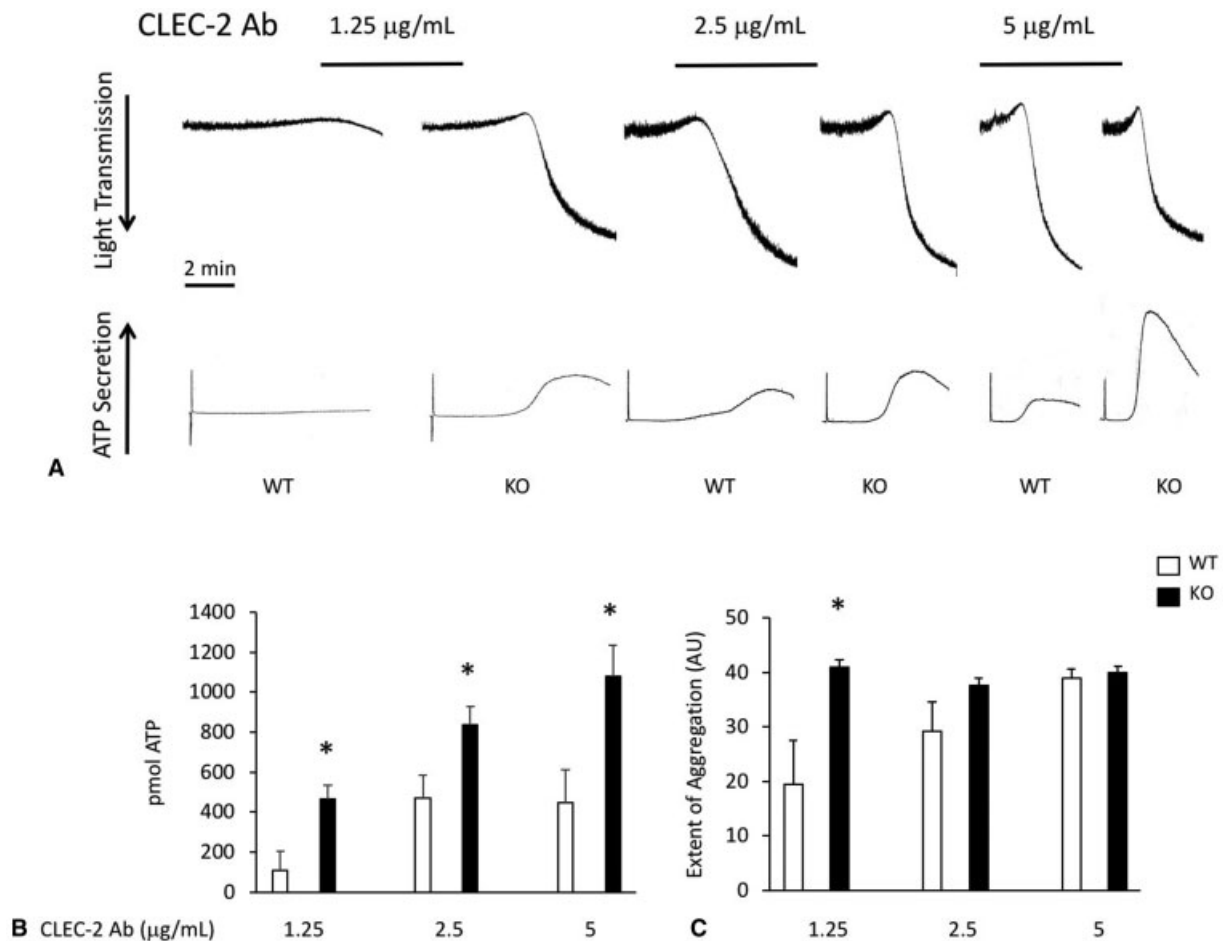 CLEC-2 Ab 1.25 μg/mL 2.5 μg/mL 5 μg/mL
Light Transmission
2 min
ATP Secretion
A
WT KO WT KO WT KO
WT
KO
1400
1200
1000
800
600
400
200
0
pmol ATP
* * *
B CLEC-2 Ab (μg/mL) 1.25 2.5 5
50
40
30
20
10
0
Extent of Aggregation (AU)
*
C 1.25 2.5 5